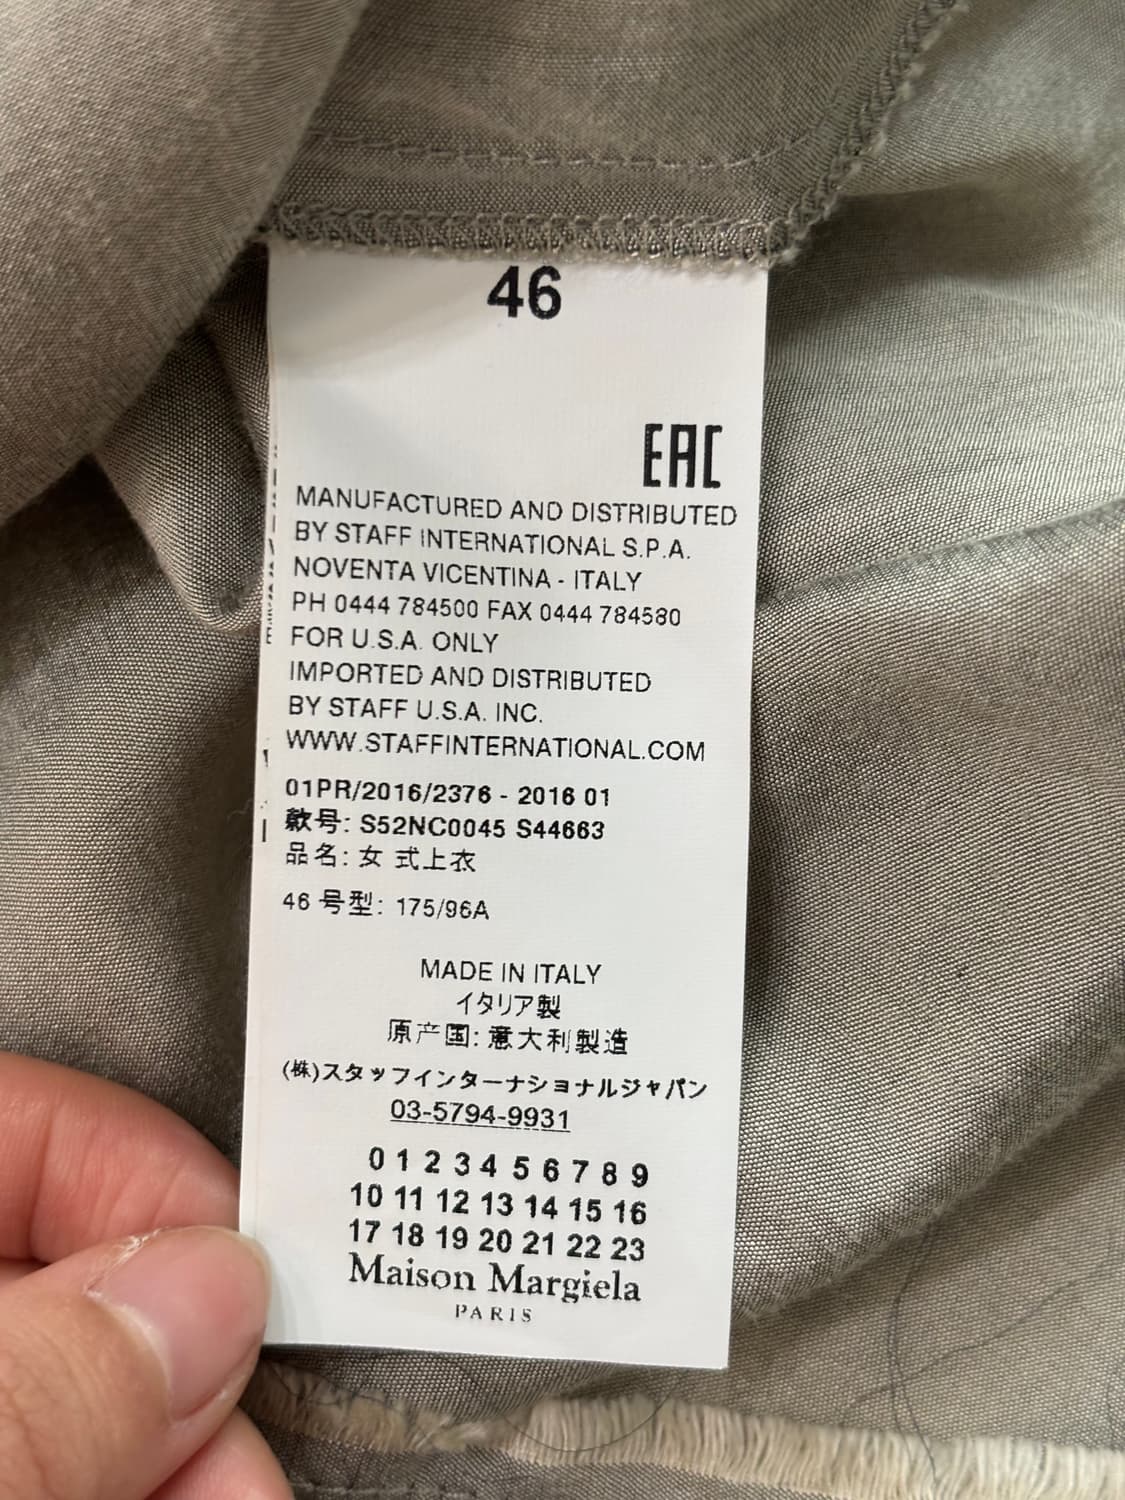 46
EAC
MANUFACTURED AND DISTRIBUTED
BY STAFF INTERNATIONAL S.P.A.
NOVENTA VICENTINA - ITALY
PH 0444 784500 FAX 0444 784580
FOR U.S.A. ONLY
IMPORTED AND DISTRIBUTED
BY STAFF U.S.A. INC.
WWW.STAFFINTERNATIONAL.COM
01PR/2016/2376 - 2016 01
款号: S52NC0045 S44663
品名: 女 式上衣
46 号型: 175/96A
MADE IN ITALY
イタリア製
原产国: 意大利製造
(株)スタッフインターナショナルジャパン
03-5794-9931
0 1 2 3 4 5 6 7 8 9
10 11 12 13 14 15 16
17 18 19 20 21 22 23
Maison Margiela
PARIS